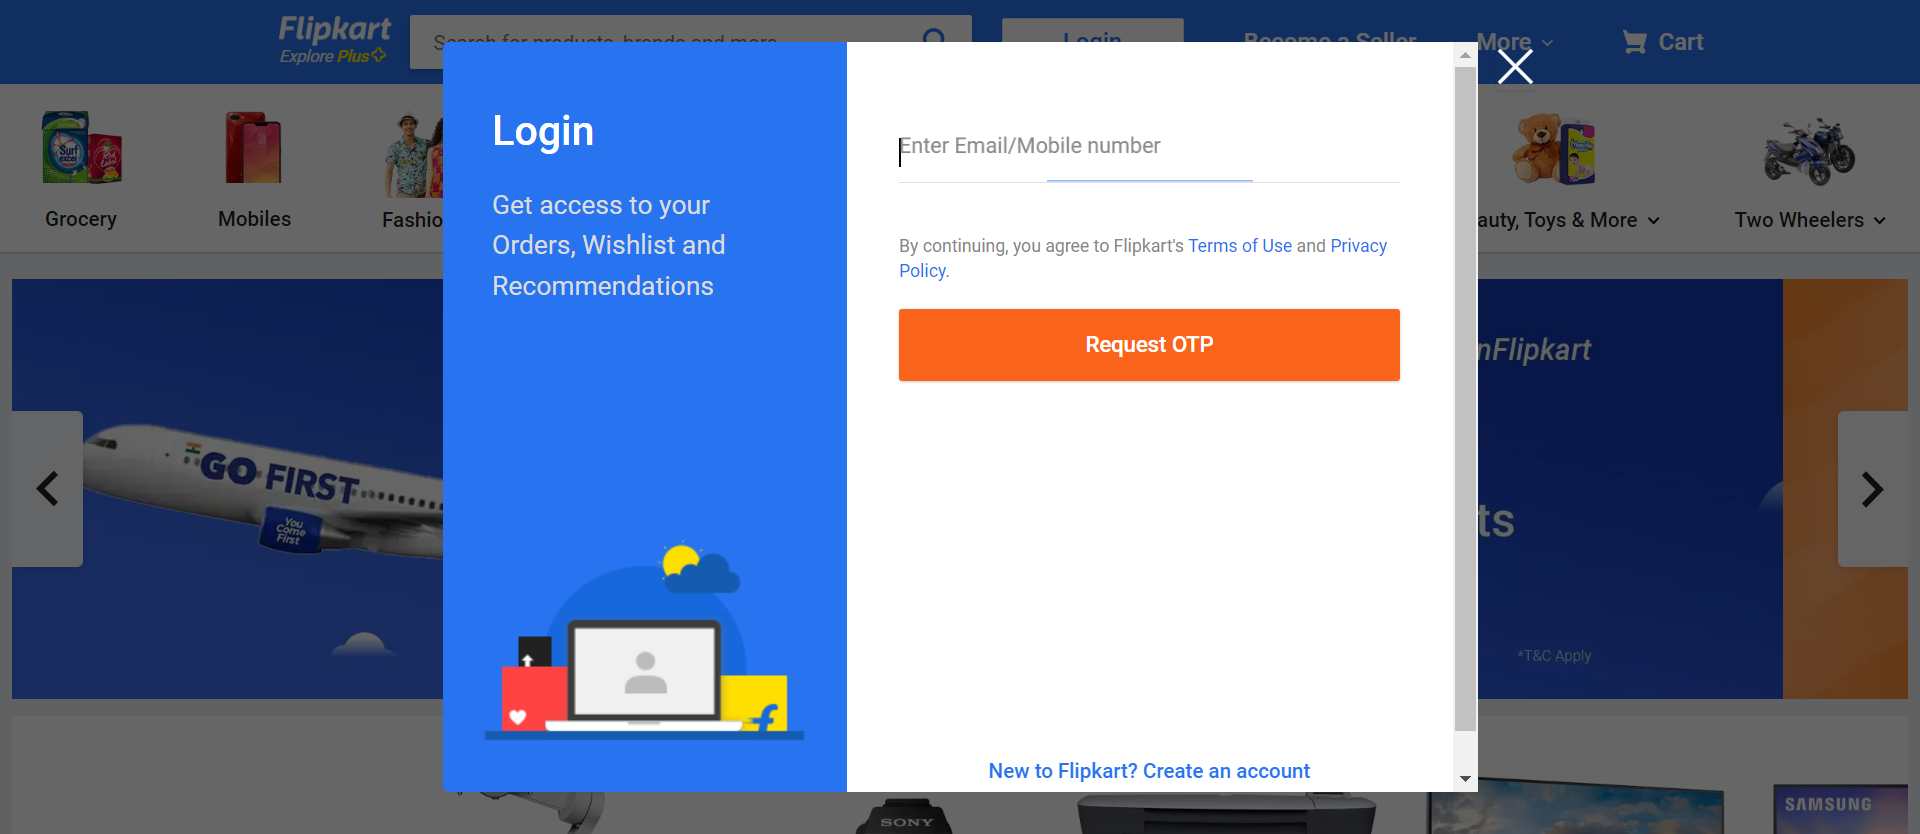 Flipkart
Explore Plus
Search for products, brands and more
Login
Become a Seller
More
Cart
Grocery
Mobiles
Fashio
auty, Toys & More
Two Wheelers
Surf
excel
GO FIRST
You
Come
First
nFlipkart
ts
*T&C Apply
Login
Get access to your
Orders, Wishlist and
Recommendations
Enter Email/Mobile number
By continuing, you agree to Flipkart's Terms of Use and Privacy
Policy.
Request OTP
New to Flipkart? Create an account
SONY
SAMSUNG